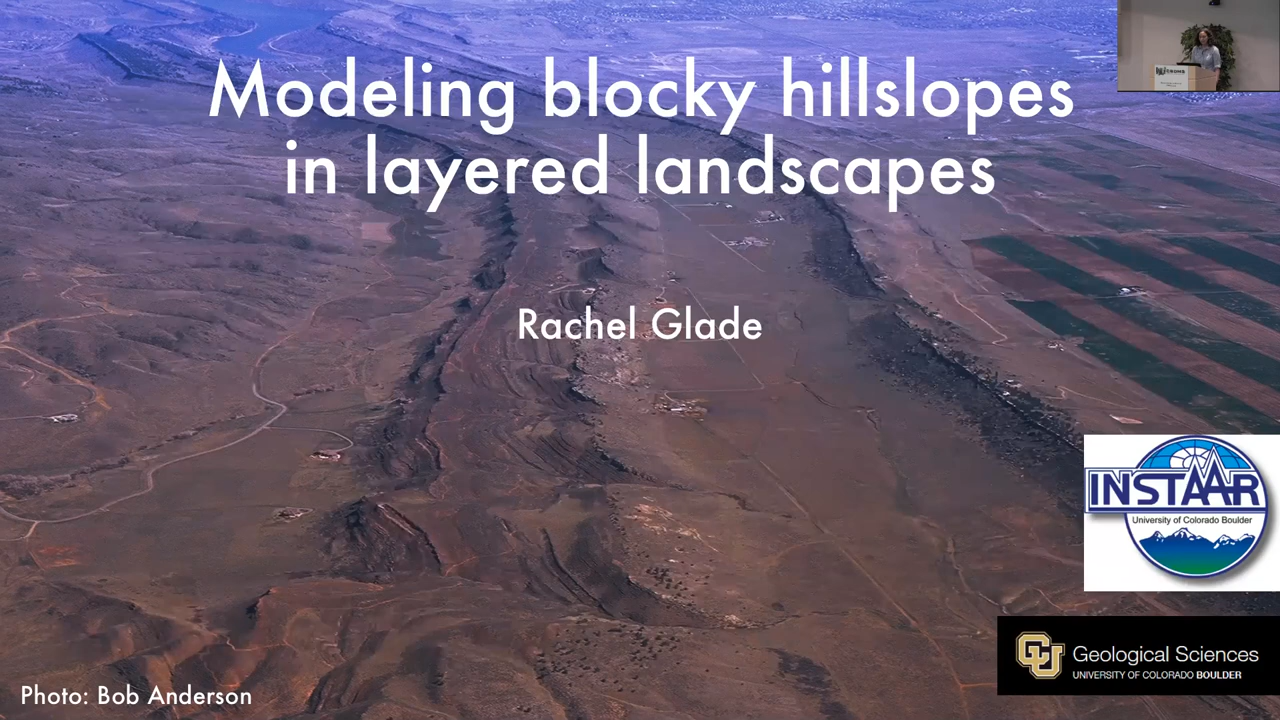 Modeling blocky hillslopes
in layered landscapes
Rachel Glade
INSTAAR
University of Colorado Boulder
CU
Geological Sciences
UNIVERSITY OF COLORADO BOULDER
Photo: Bob Anderson